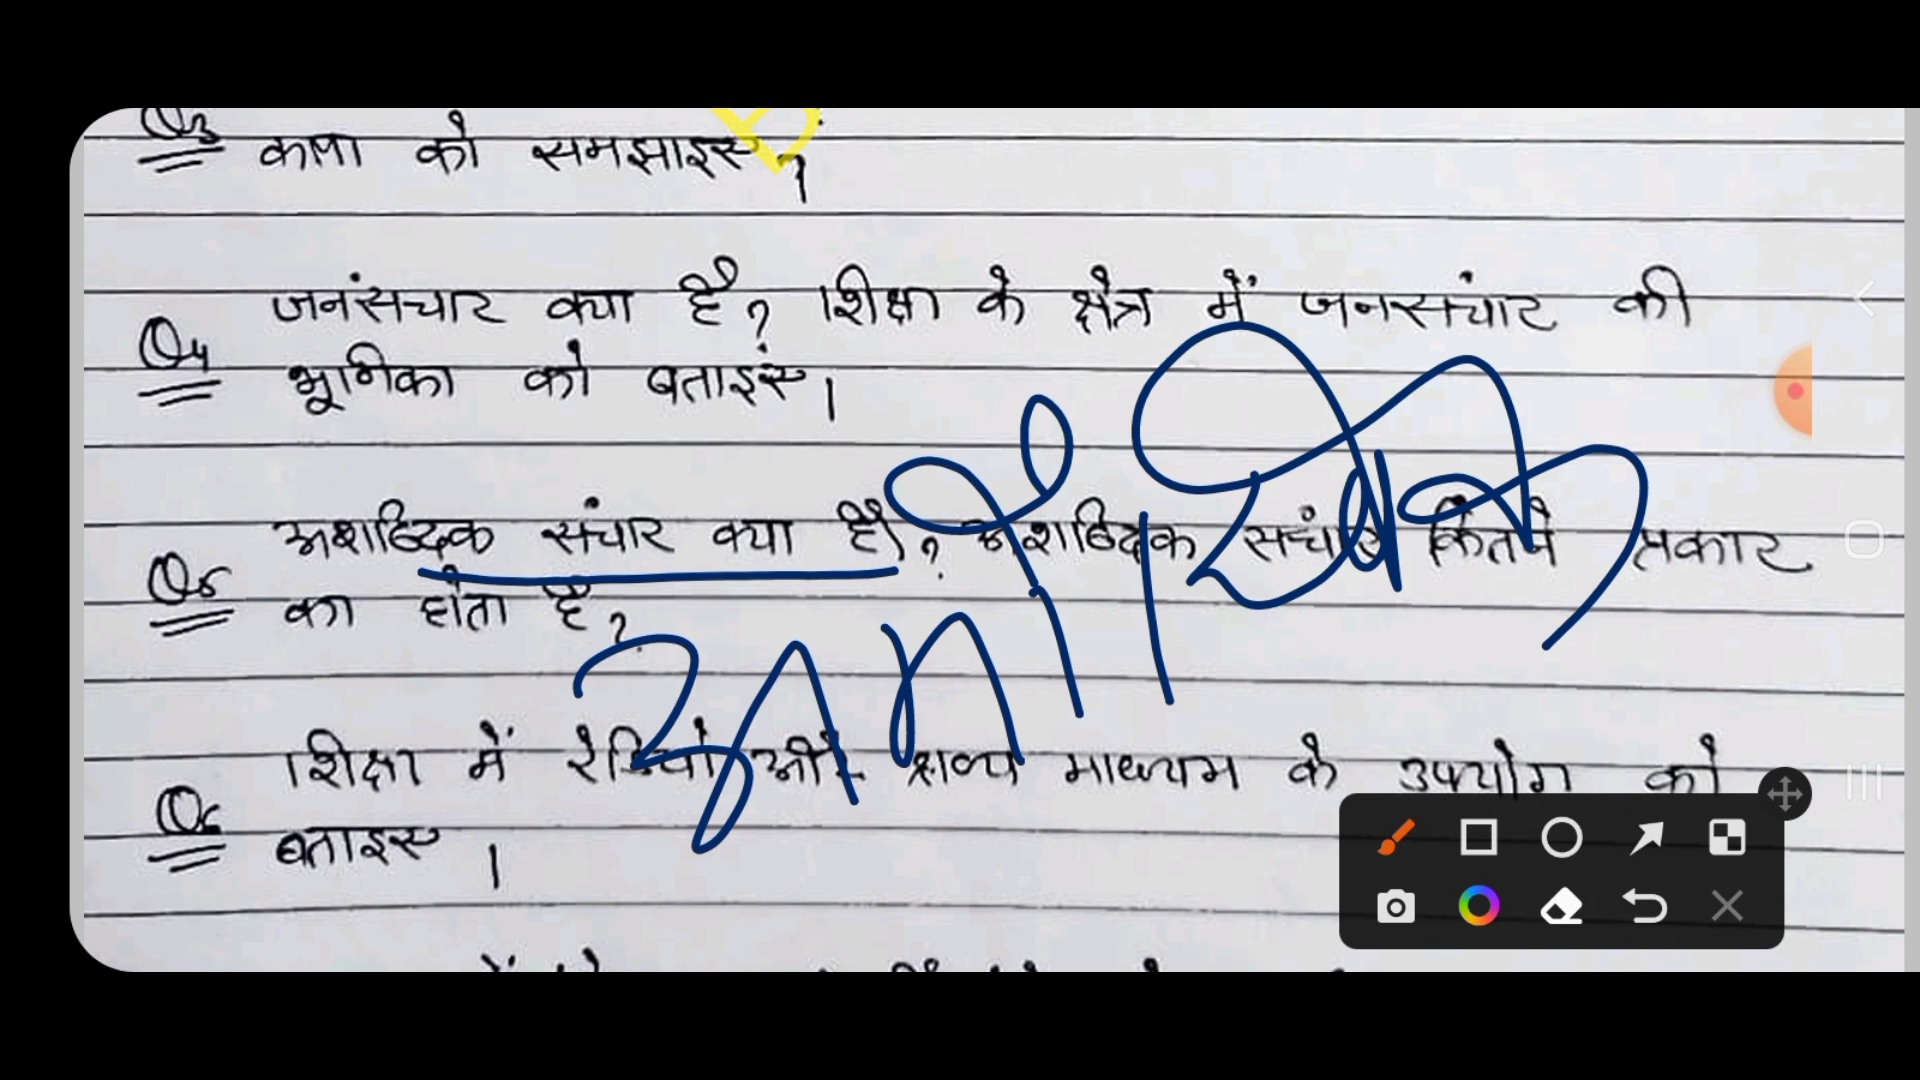 Q3 कला को समझाइए।
जनसंचार क्या है? शिक्षा के क्षेत्र में जनसंचार की
Q4 भूमिका को बताइए।
अशाब्दिक संचार क्या है? अशाब्दिक संचार कितने प्रकार
Q5 का होता है?
शिक्षा में रेडियो और श्रव्य माध्यम के उपयोग को
Q6 बताइए।